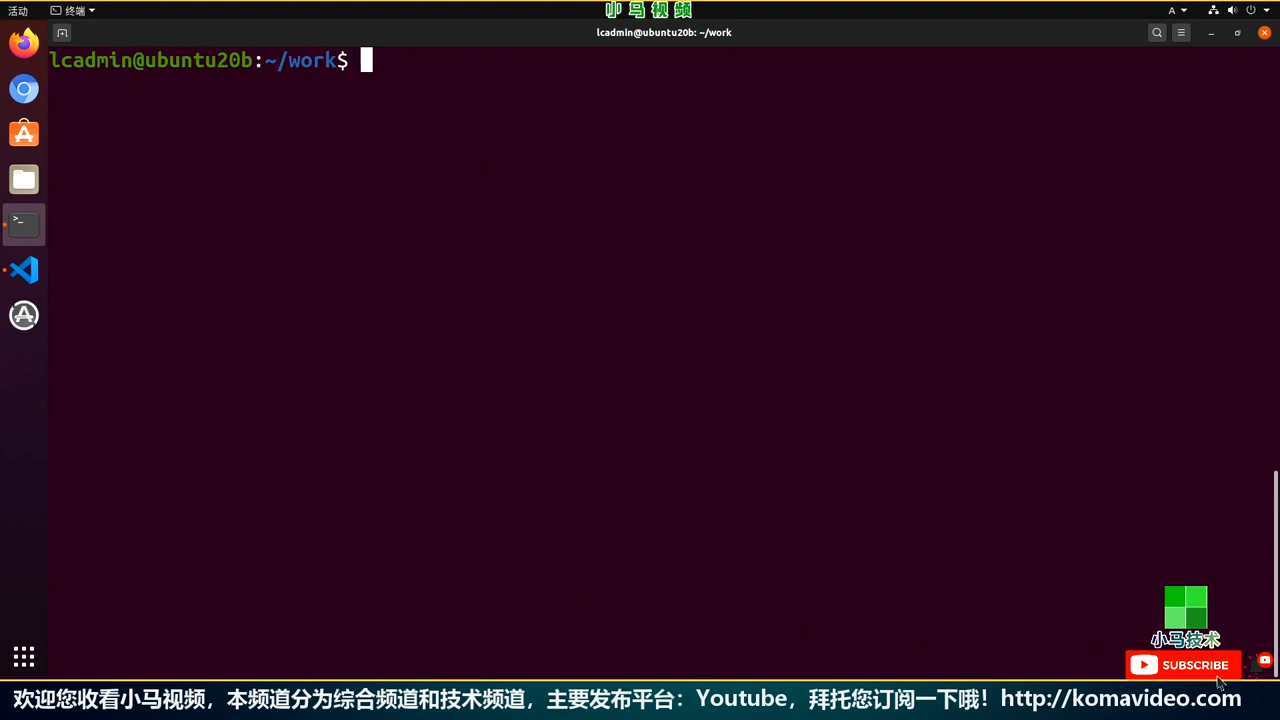 小马视频
活动 终端 A
lcadmin@ubuntu20b: ~/work
lcadmin@ubuntu20b:~/work$
小马技术
SUBSCRIBE
欢迎您收看小马视频，本频道分为综合频道和技术频道，主要发布平台：Youtube，拜托您订阅一下哦！http://komavideo.com